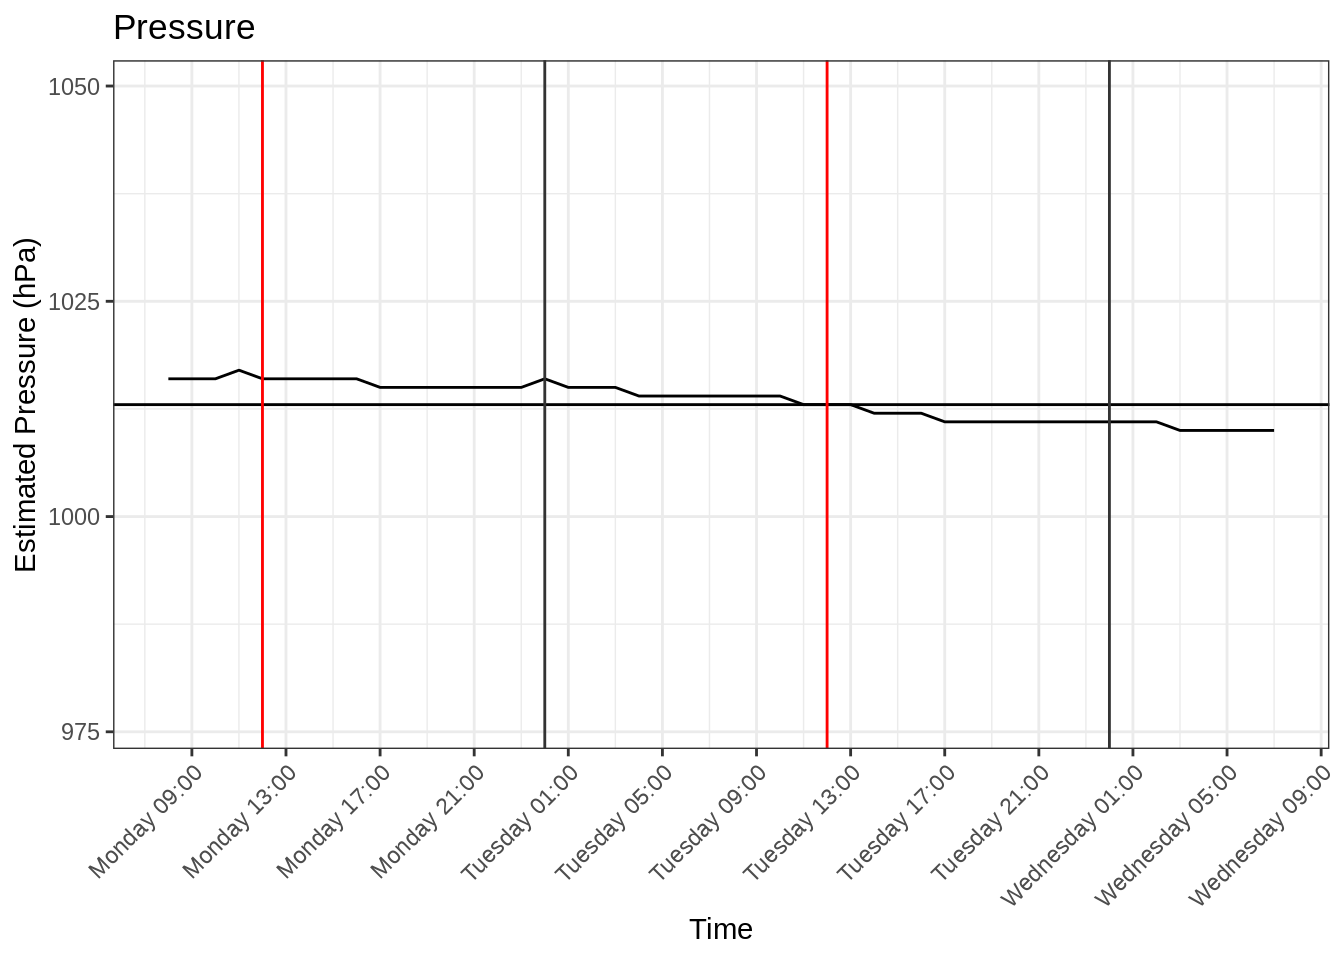 Pressure
Estimated Pressure (hPa)
1050
1025
1000
975
Monday 09:00
Monday 13:00
Monday 17:00
Monday 21:00
Tuesday 01:00
Tuesday 05:00
Tuesday 09:00
Tuesday 13:00
Tuesday 17:00
Tuesday 21:00
Wednesday 01:00
Wednesday 05:00
Wednesday 09:00
Time